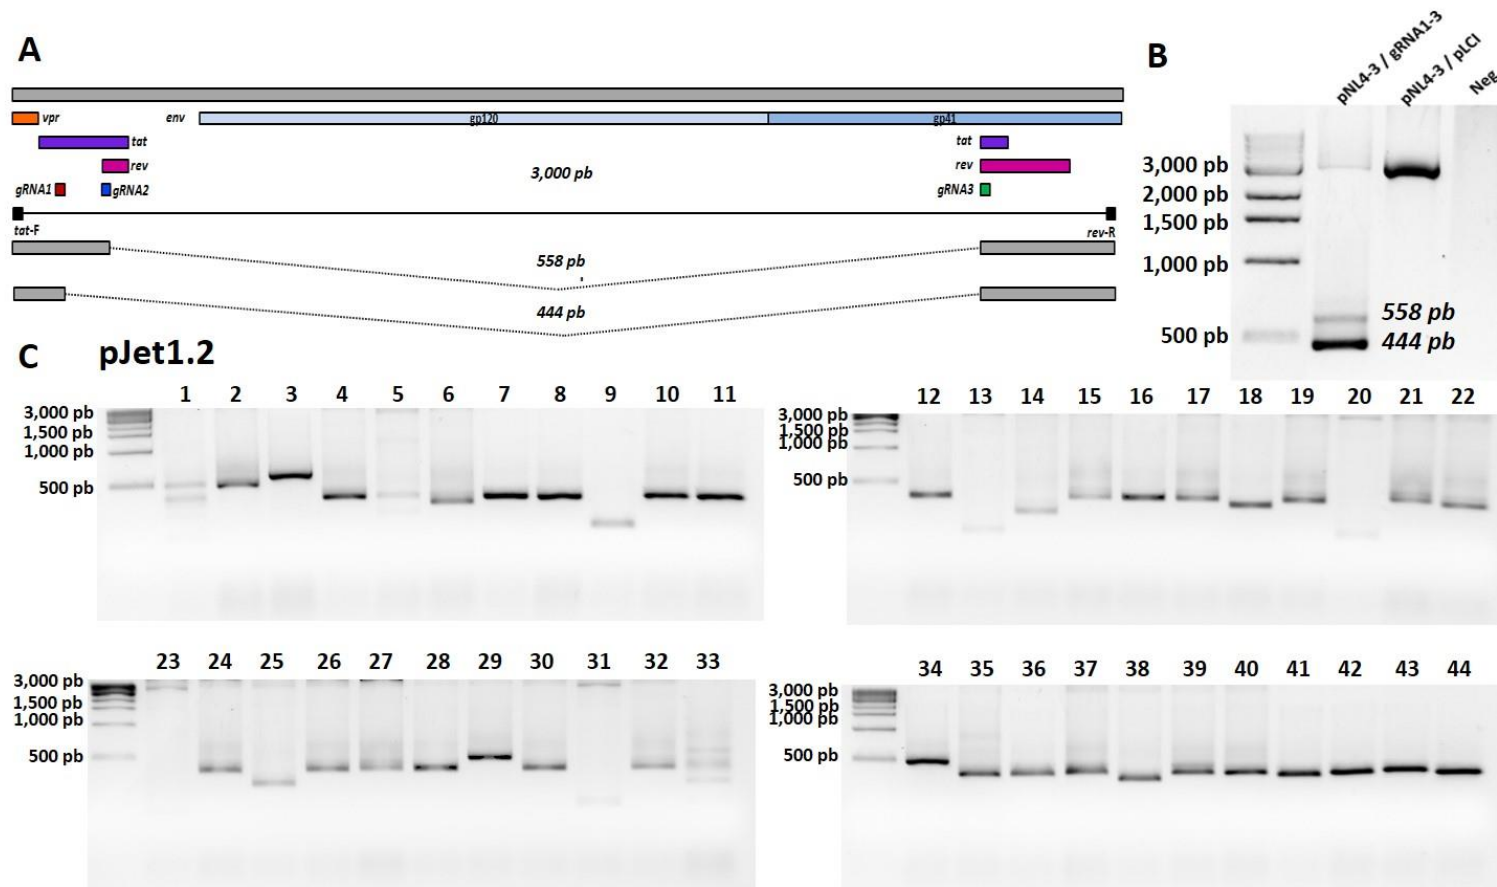 A
vpr
env
gp120
gp41
tat
tat
rev
rev
3,000 pb
gRNA1
gRNA2
gRNA3
tat-F
rev-R
558 pb
444 pb
B
pNL4-3 / gRNA1-3
pNL4-3 / pLCI
Neg
3,000 pb
2,000 pb
1,500 pb
1,000 pb
500 pb
558 pb
444 pb
C pJet1.2
1 2 3 4 5 6 7 8 9 10 11
3,000 pb
1,500 pb
1,000 pb
500 pb
12 13 14 15 16 17 18 19 20 21 22
3,000 pb
1,500 pb
1,000 pb
500 pb
23 24 25 26 27 28 29 30 31 32 33
3,000 pb
1,500 pb
1,000 pb
500 pb
34 35 36 37 38 39 40 41 42 43 44
3,000 pb
1,500 pb
1,000 pb
500 pb